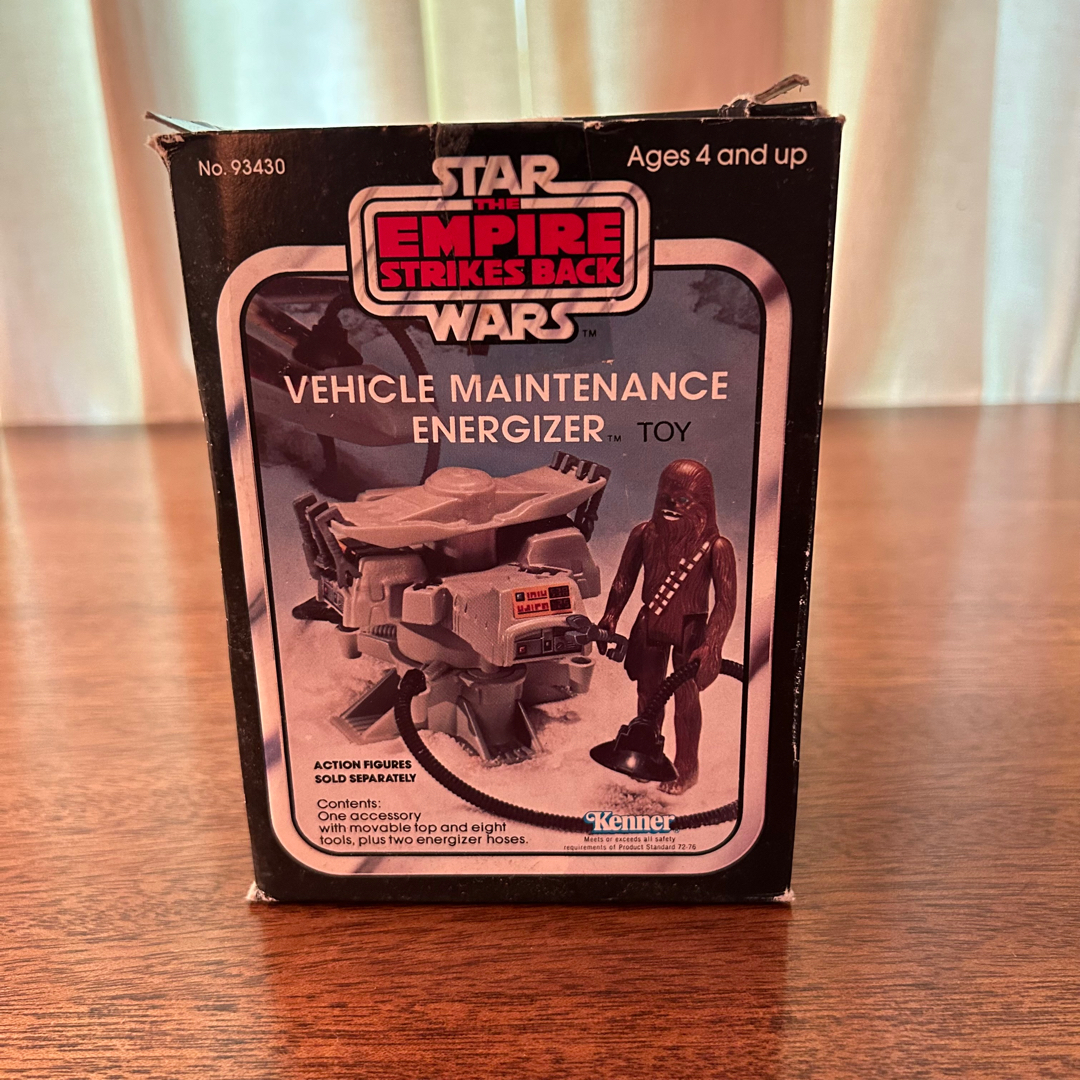 No. 93430
Ages 4 and up
STAR
THE
EMPIRE
STRIKES BACK
WARS™
VEHICLE MAINTENANCE
ENERGIZER™ TOY
ACTION FIGURES
SOLD SEPARATELY
Contents:
One accessory
with movable top and eight
tools, plus two energizer hoses.
Kenner
Meets or exceeds all safety
requirements of Product Standard 72-76